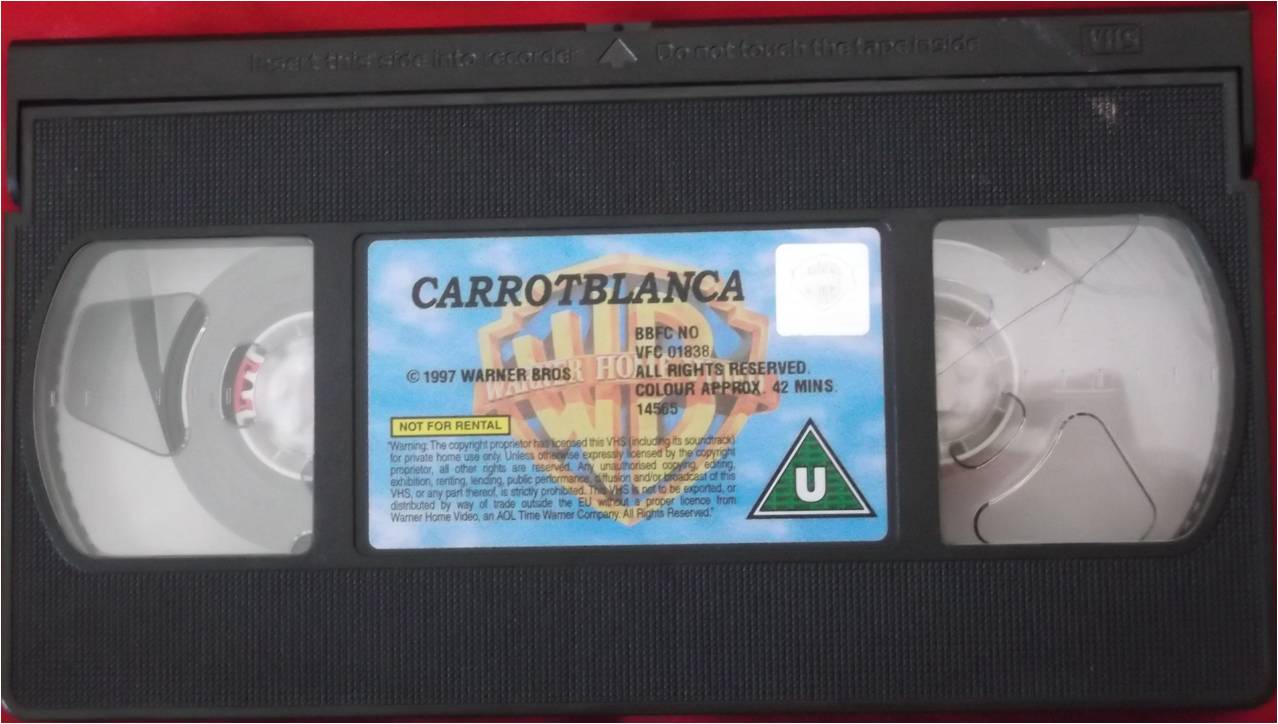 Insert this side into recorder Do not touch the tape inside VHS
CARROTBLANCA
BBFC NO
VFC 01838
© 1997 WARNER BROS. ALL RIGHTS RESERVED.
COLOUR APPROX. 42 MINS.
14565
WARNER HOME
NOT FOR RENTAL
"Warning: The copyright proprietor has licensed this VHS (including its soundtrack)
for private home use only. Unless otherwise expressly licensed by the copyright
proprietor, all other rights are reserved. Any unauthorised copying, editing,
exhibition, renting, lending, public performance, diffusion and/or broadcast of this
VHS, or any part thereof, is strictly prohibited. This VHS is not to be exported, or
distributed by way of trade outside the EU without a proper licence from
Warner Home Video, an AOL Time Warner Company. All Rights Reserved."
U